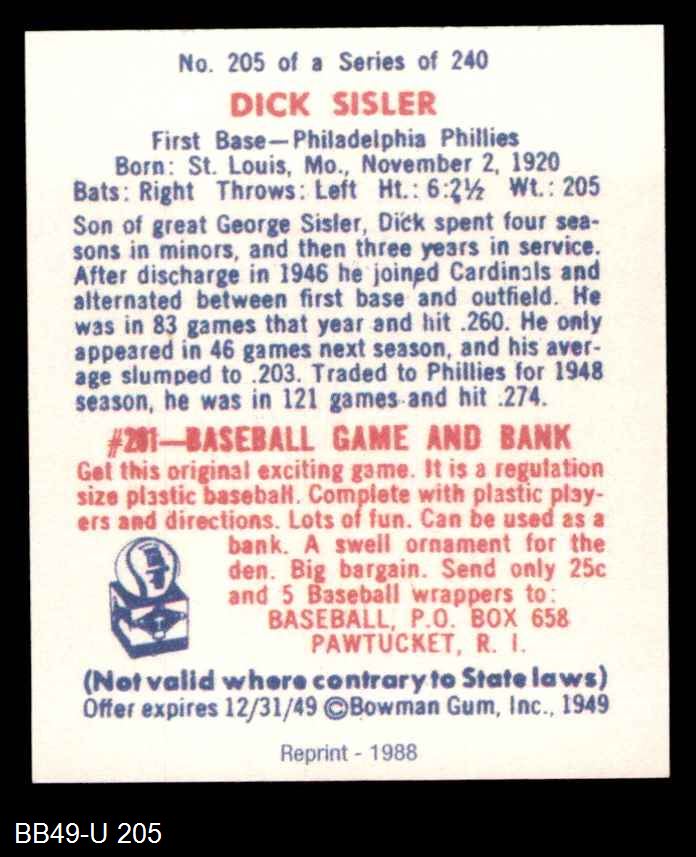 No. 205 of a Series of 240
DICK SISLER
First Base—Philadelphia Phillies
Born: St. Louis, Mo., November 2, 1920
Bats: Right Throws: Left Ht.: 6:2½ Wt.: 205
Son of great George Sisler, Dick spent four sea-
sons in minors, and then three years in service.
After discharge in 1946 he joined Cardinals and
alternated between first base and outfield. He
was in 83 games that year and hit .260. He only
appeared in 46 games next season, and his aver-
age slumped to .203. Traded to Phillies for 1948
season, he was in 121 games and hit .274.
#201—BASEBALL GAME AND BANK
Get this original exciting game. It is a regulation
size plastic baseball. Complete with plastic play-
ers and directions. Lots of fun. Can be used as a
bank. A swell ornament for the
den. Big bargain. Send only 25c
and 5 Baseball wrappers to:
BASEBALL, P.O. BOX 658
PAWTUCKET, R. I.
(Not valid where contrary to State laws)
Offer expires 12/31/49 ©Bowman Gum, Inc., 1949
Reprint - 1988
BB49-U 205